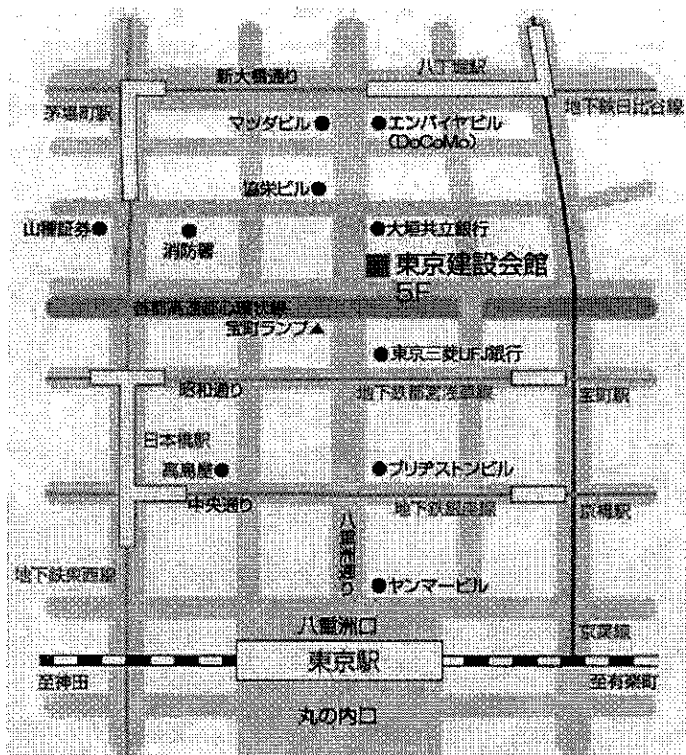 新大橋通り
八丁堀駅
茅場町駅
地下鉄日比谷線
マツダビル●
●エンパイヤビル
(DoCoMo)
協栄ビル●
山種証券●
●
消防署
●大垣共立銀行
東京建設会館
5F
首都高速都心環状線
宝町ランプ▲
●東京三菱UFJ銀行
昭和通り
地下鉄都営浅草線
宝町駅
日本橋駅
高島屋●
●ブリヂストンビル
中央通り
地下鉄銀座線
京橋駅
八重洲通り
地下鉄東西線
●ヤンマービル
八重洲口
京葉線
東京駅
至神田
至有楽町
丸の内口